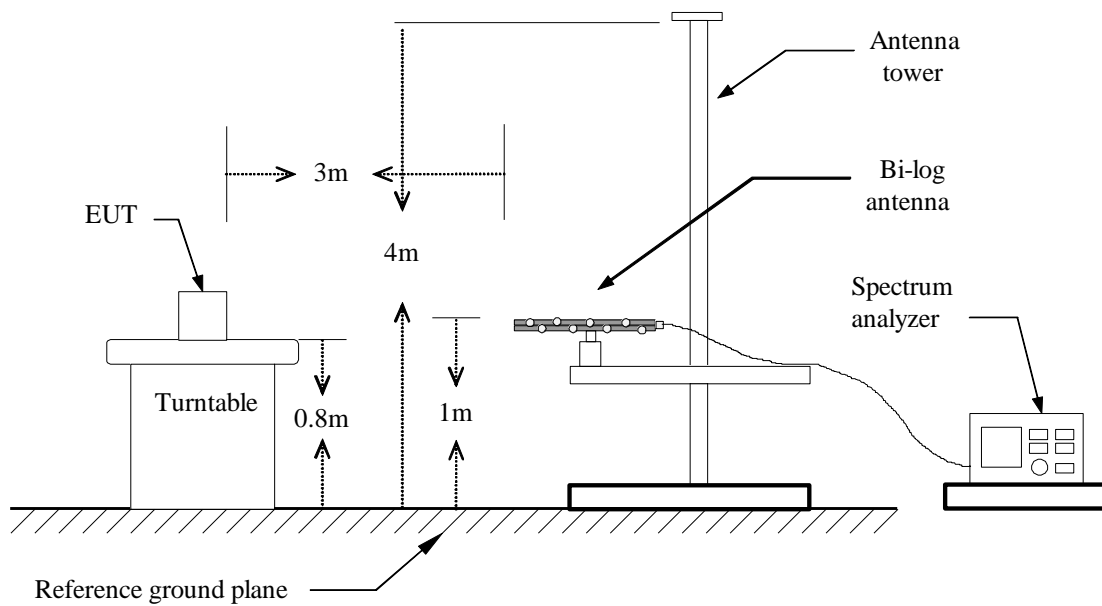 Antenna
tower
3m
Bi-log
antenna
EUT
4m
Spectrum
analyzer
Turntable
0.8m
1m
Reference ground plane